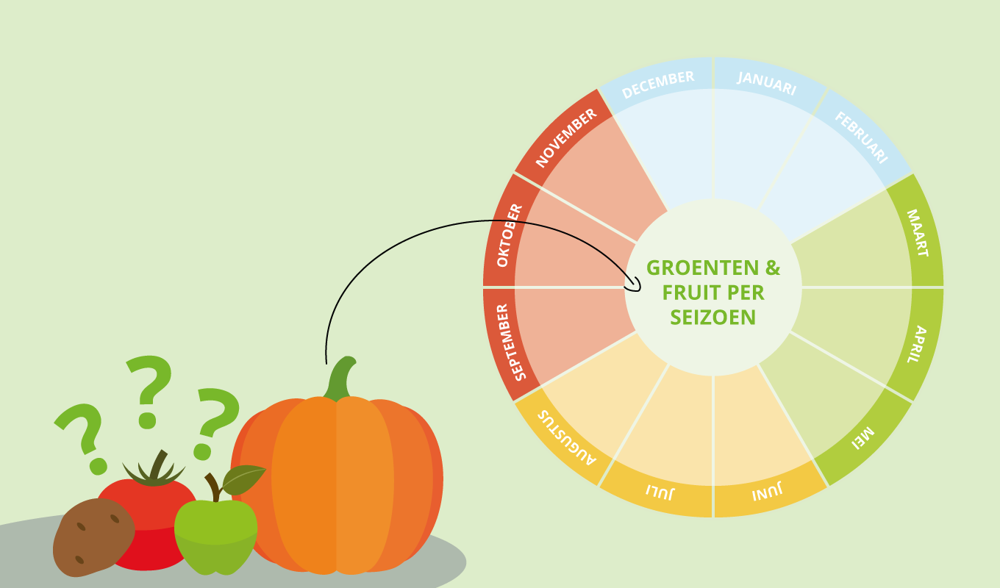 DECEMBER
JANUARI
FEBRUARI
MAART
APRIL
MEI
JUNI
JULI
AUGUSTUS
SEPTEMBER
OKTOBER
NOVEMBER
GROENTEN &
FRUIT PER
SEIZOEN
? ? ?